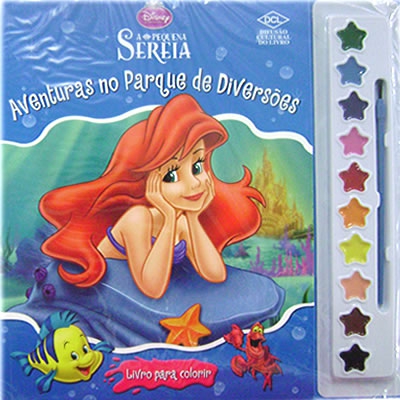 Disney
A PEQUENA
SEREIA
DCL
DIFUSÃO
CULTURAL
DO LIVRO
Aventuras no Parque de Diversões
Livro para colorir